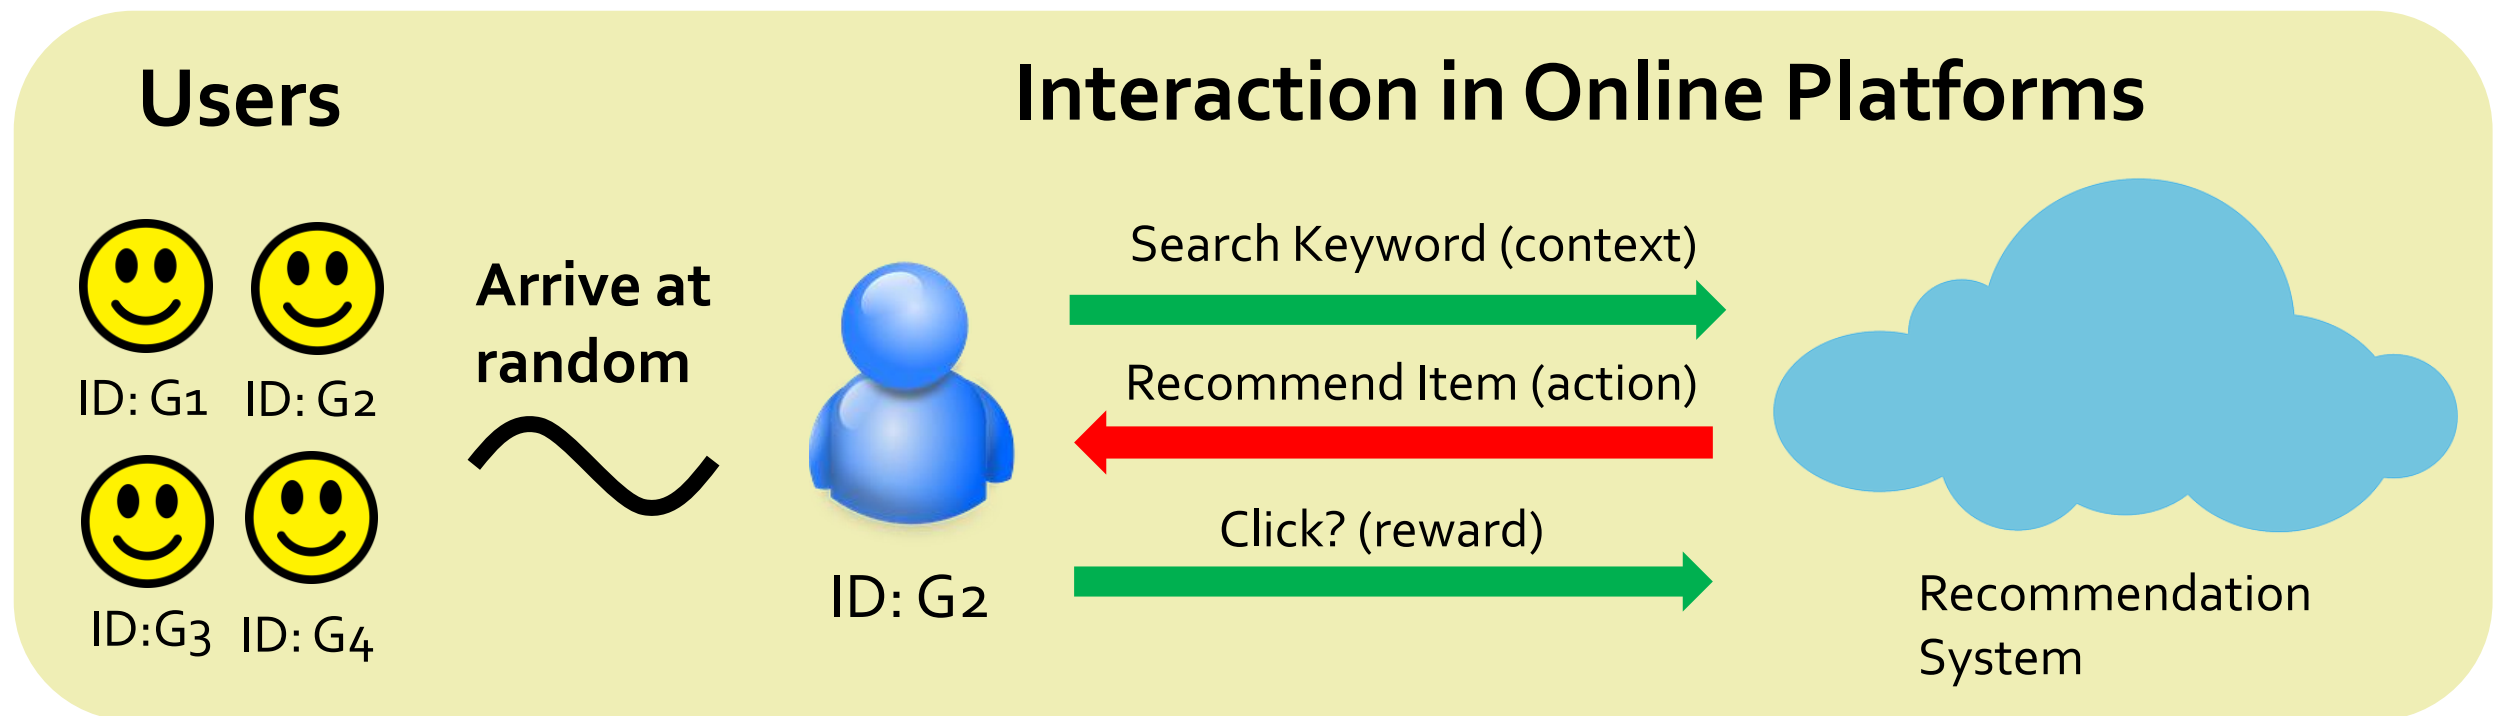 Users
Interaction in Online Platforms
ID: G1
ID: G2
ID:G3
ID: G4
Arrive at
random
ID: G2
Search Keyword (context)
Recommend Item (action)
Click? (reward)
Recommendation
System